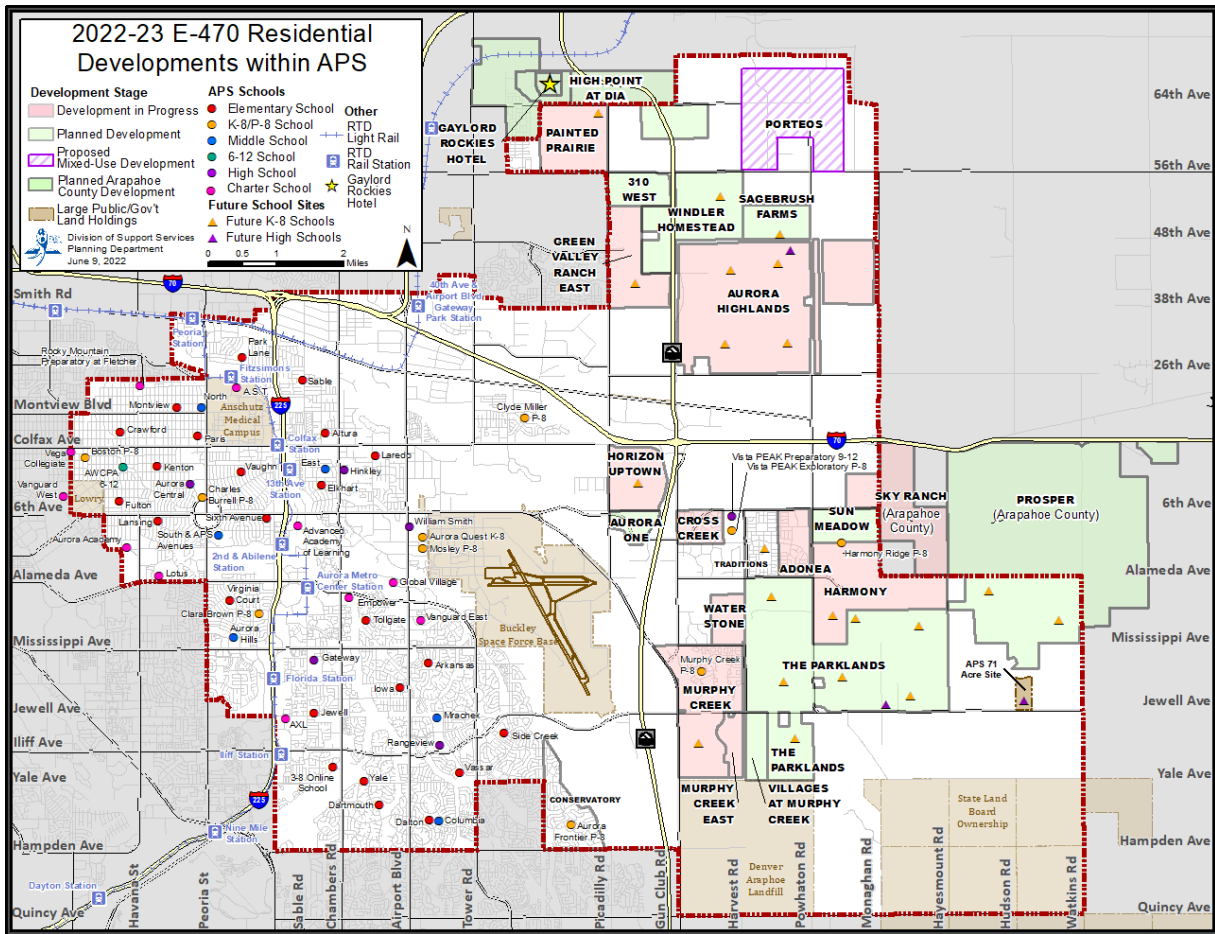 2022-23 E-470 Residential
Developments within APS
Development Stage
Development in Progress
Planned Development
Proposed
Mixed-Use Development
Planned Arapahoe
County Development
Large Public/Gov't
Land Holdings
APS Schools
Elementary School
K-8/P-8 School
Middle School
6-12 School
High School
Charter School
Future School Sites
Future K-8 Schools
Future High Schools
Other
RTD
Light Rail
RTD
Rail Station
Gaylord
Rockies
Hotel
Division of Support Services
Planning Department
June 9, 2022
0 0.5 1 2
Miles
N
HIGH POINT
AT DIA
GAYLORD
ROCKIES
HOTEL
PAINTED
PRAIRIE
PORTEOS
64th Ave
56th Ave
310
WEST
WINDLER
HOMESTEAD
SAGEBRUSH
FARMS
48th Ave
GREEN
VALLEY
RANCH
EAST
AURORA
HIGHLANDS
38th Ave
26th Ave
Smith Rd
70
40th Ave &
Airport Blvd
Gateway
Park Station
Peoria
Station
Rocky Mountain
Preparatory at Fletcher
Park
Lane
Fitzsimons
Station
Sable
A.S.T.
Montview Blvd
Montview
North
Anschutz
Medical
Campus
225
Clyde Miller
P-8
Crawford
Paris
Altura
Colfax Ave
Colfax
Station
70
Vega
Collegiate
Boston P-8
AWCPA
6-12
Kenton
Vaughn
East
Hinkley
Laredo
13th Ave
Station
Elkhart
Vanguard
West
Lowry
Aurora
Central
Charles
Burrell P-8
Fulton
6th Ave
Lansing
Sixth Avenue
South & APS
Avenues
Aurora Academy
Advanced
Academy
of Learning
William Smith
Aurora Quest K-8
Mosley P-8
2nd & Abilene
Station
Lotus
Alameda Ave
Aurora Metro
Center Station
Global Village
Virginia
Court
Empower
Clara Brown P-8
Tollgate
Vanguard East
Aurora
Hills
Mississippi Ave
Buckley
Space Force Base
Gateway
Arkansas
Florida Station
Iowa
Jewell Ave
Jewell
AXL
Mrachek
Rangeview
Side Creek
Iliff Ave
Iliff Station
Yale Ave
3-8 Online
School
Yale
Vassar
225
Dartmouth
Dalton
Columbia
CONSERVATORY
Aurora
Frontier P-8
Nine Mile
Station
Hampden Ave
Dayton Station
Quincy Ave
HORIZON
UPTOWN
Vista PEAK Preparatory 9-12
Vista PEAK Exploratory P-8
AURORA
ONE
CROSS
CREEK
TRADITIONS
ADONEA
SUN
MEADOW
Harmony Ridge P-8
SKY RANCH
(Arapahoe
County)
PROSPER
(Arapahoe County)
6th Ave
Alameda Ave
HARMONY
WATER
STONE
Mississippi Ave
Murphy Creek
P-8
MURPHY
CREEK
THE PARKLANDS
APS 71
Acre Site
Jewell Ave
THE
PARKLANDS
Yale Ave
MURPHY
CREEK
EAST
VILLAGES
AT MURPHY
CREEK
State Land
Board
Ownership
Hampden Ave
Denver
Araphoe
Landfill
Quincy Ave
Havana St
Peoria St
Sable Rd
Chambers Rd
Airport Blvd
Tower Rd
Picadilly Rd
Gun Club Rd
Harvest Rd
Powhaton Rd
Monaghan Rd
Hayesmount Rd
Hudson Rd
Watkins Rd